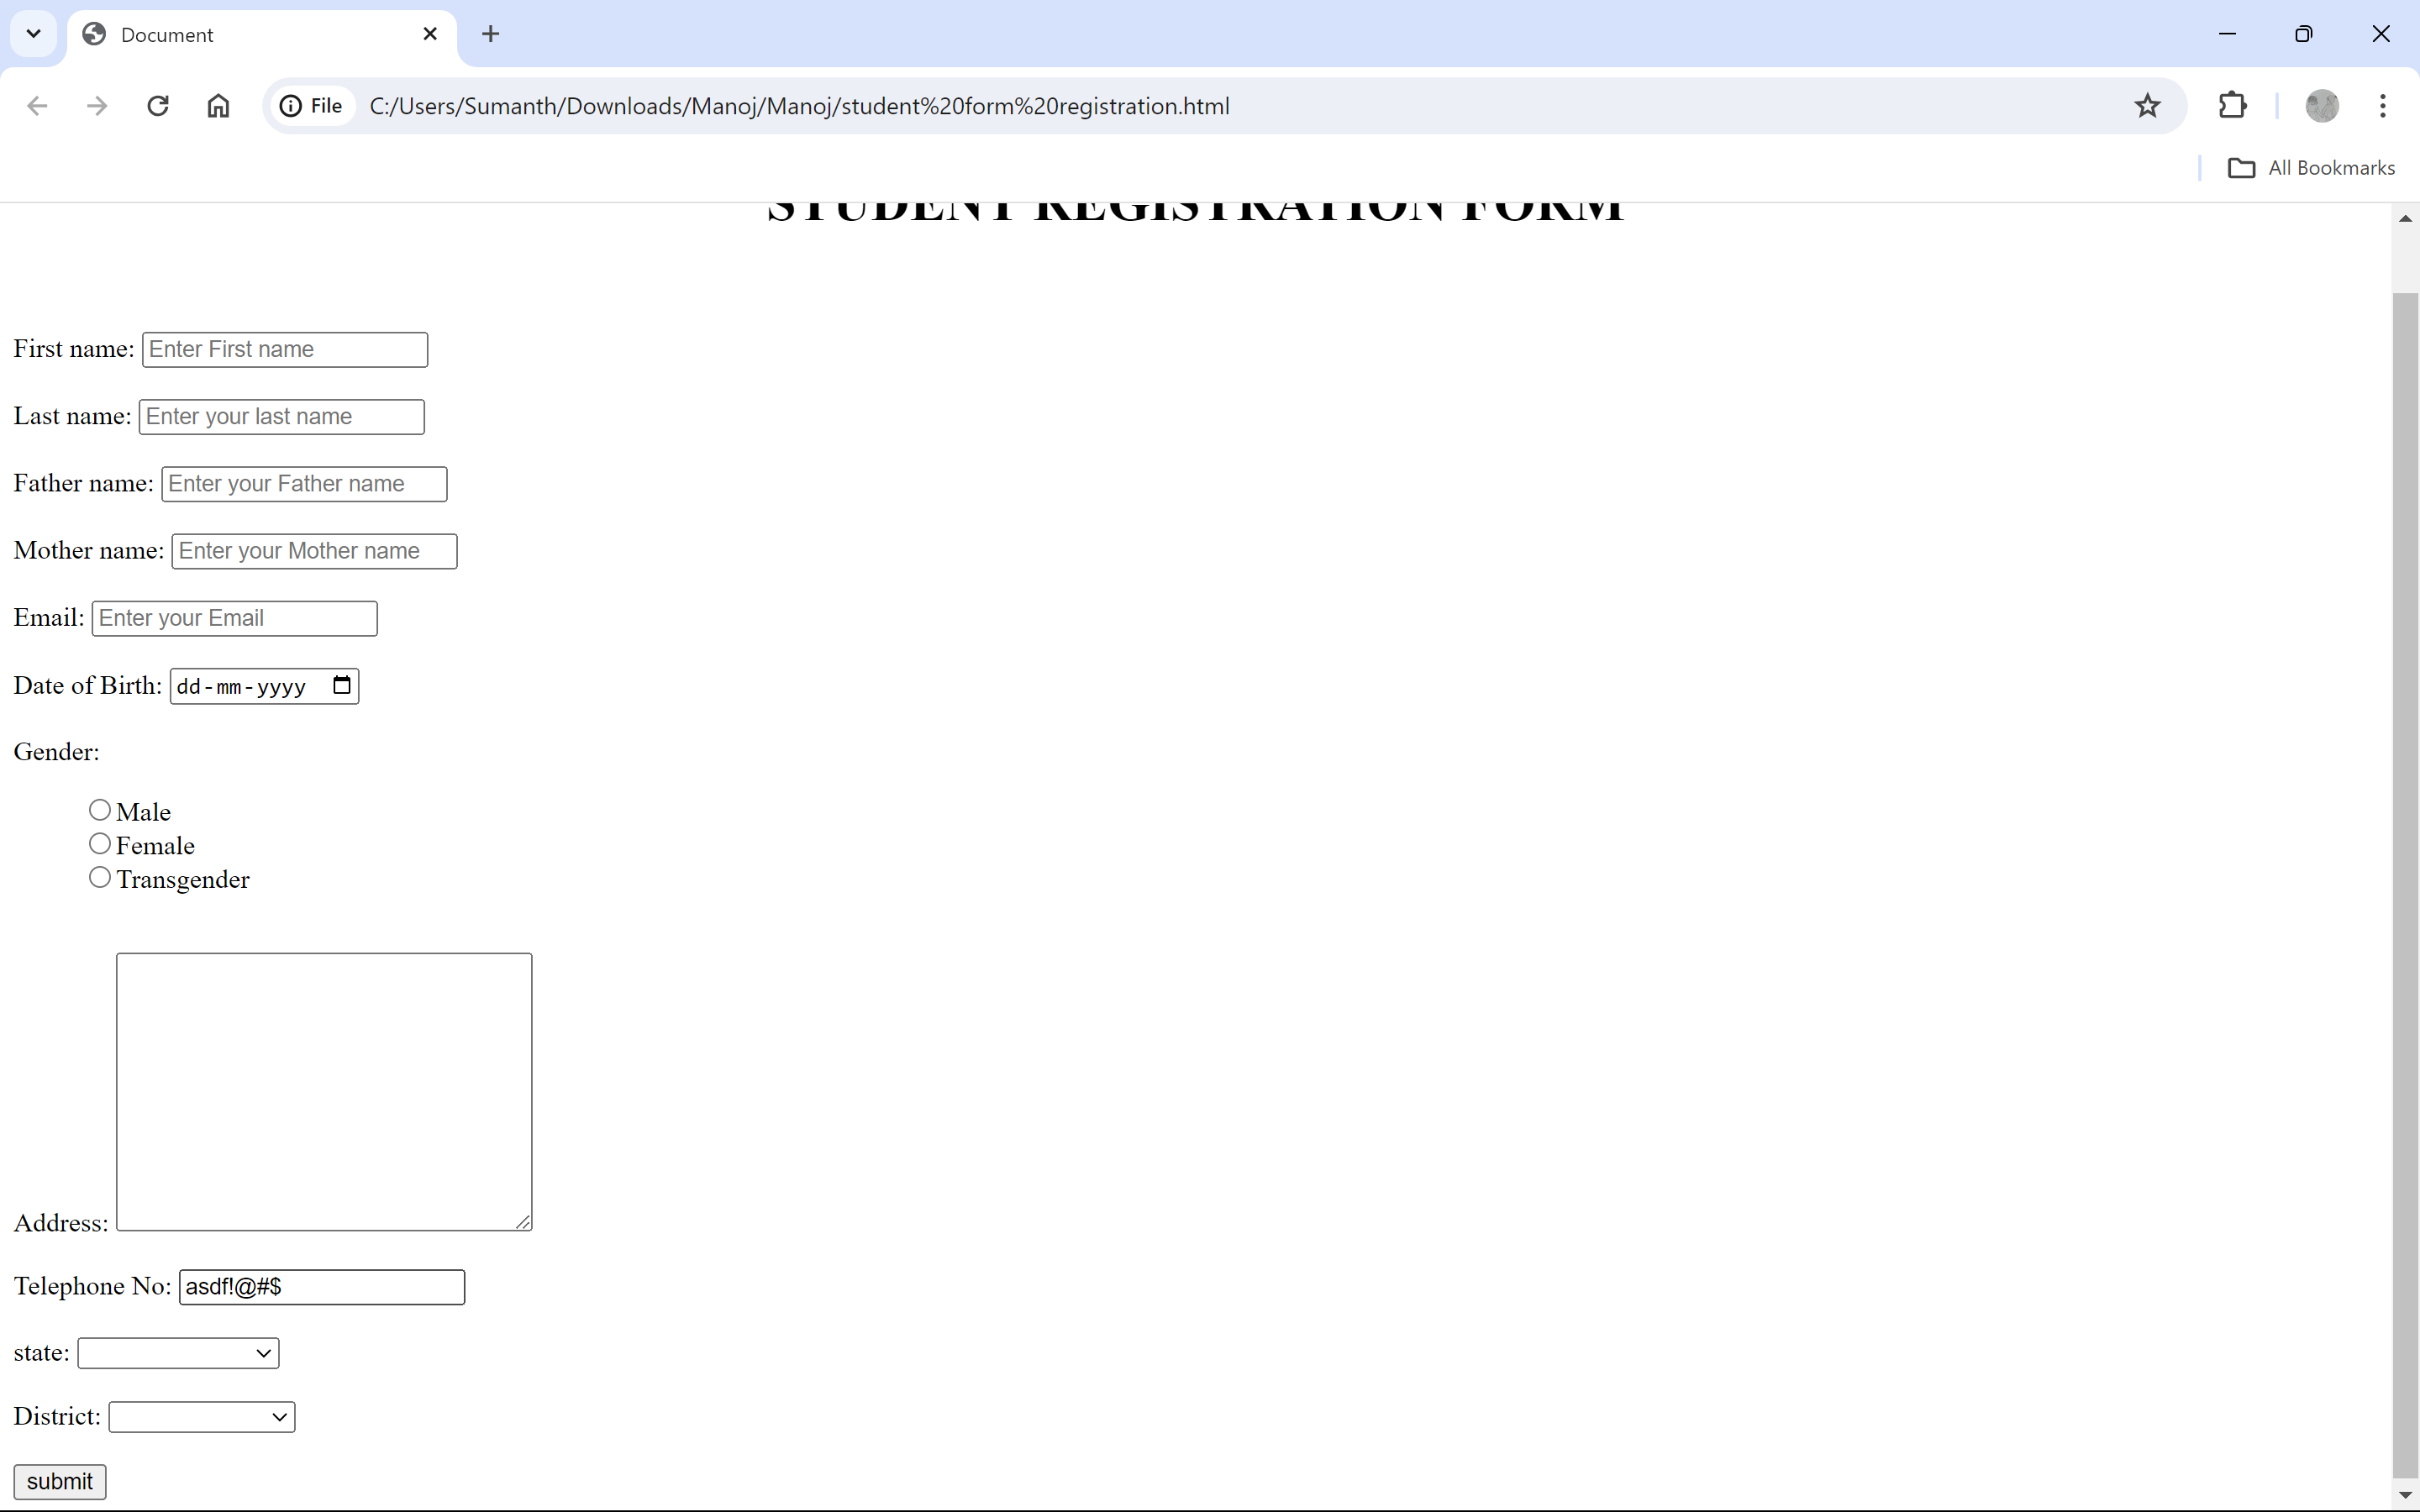 Document
File
C:/Users/Sumanth/Downloads/Manoj/Manoj/student%20form%20registration.html
All Bookmarks
STUDENT REGISTRATION FORM
First name: Enter First name
Last name: Enter your last name
Father name: Enter your Father name
Mother name: Enter your Mother name
Email: Enter your Email
Date of Birth: dd-mm-yyyy
Gender:
Male
Female
Transgender
Address:
Telephone No: asdf!@#$
state:
District:
submit